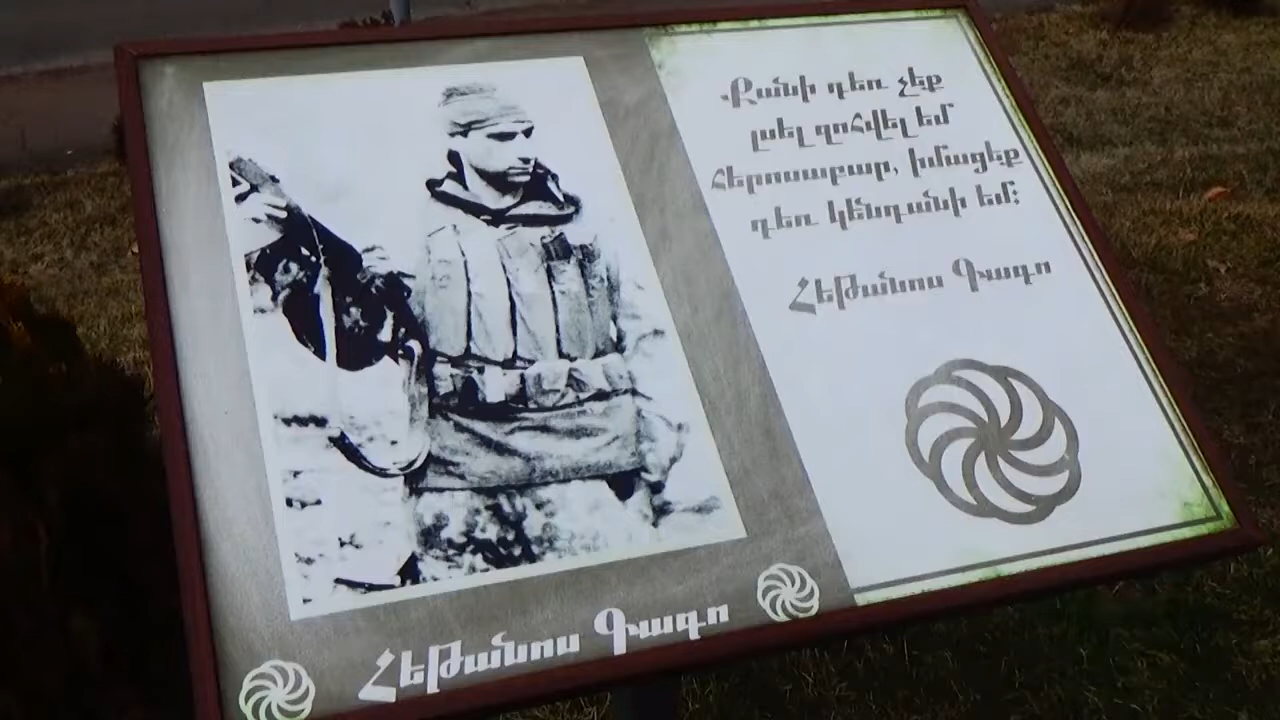 «Քանի դեռ չեք
լսել զոհվել եմ
հերոսաբար, իմացեք
դեռ կենդանի եմ:
Հեթանոս Գագո
Հեթանոս Գագո